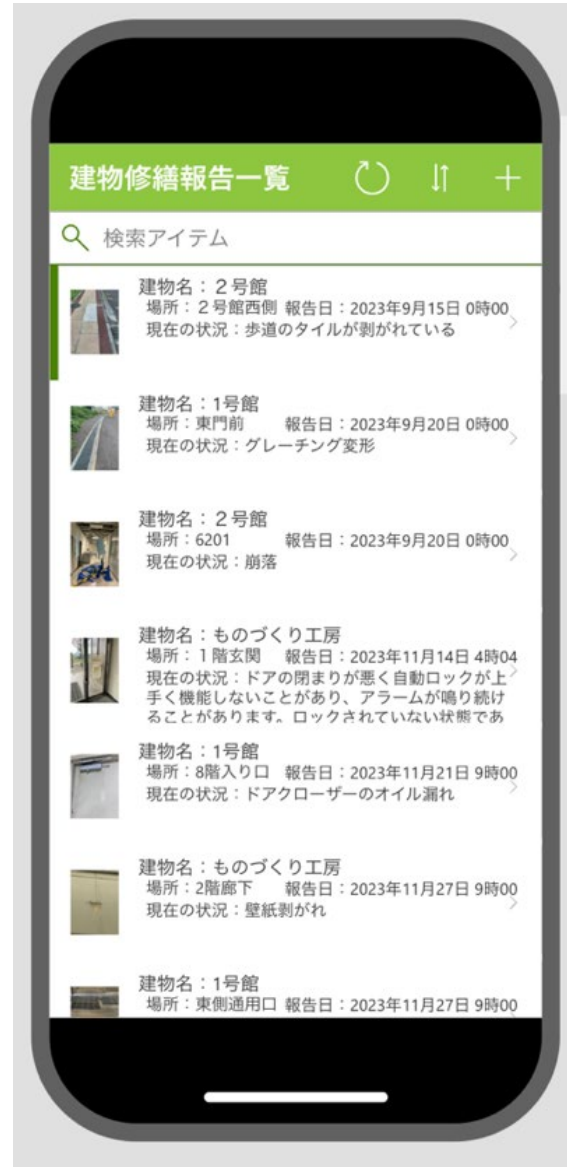 建物修繕報告一覧
検索アイテム
建物名：２号館
場所：２号館西側 報告日：2023年9月15日 0時00
現在の状況：歩道のタイルが剥がれている
建物名：1号館
場所：東門前 報告日：2023年9月20日 0時00
現在の状況：グレーチング変形
建物名：２号館
場所：6201 報告日：2023年9月20日 0時00
現在の状況：崩落
建物名：ものづくり工房
場所：１階玄関 報告日：2023年11月14日 4時04
現在の状況：ドアの閉まりが悪く自動ロックが上
手く機能しないことがあり、アラームが鳴り続け
ることがあります。ロックされていない状態であ
建物名：1号館
場所：8階入り口 報告日：2023年11月21日 9時00
現在の状況：ドアクローザーのオイル漏れ
建物名：ものづくり工房
場所：2階廊下 報告日：2023年11月27日 9時00
現在の状況：壁紙剥がれ
建物名：1号館
場所：東側通用口 報告日：2023年11月27日 9時00